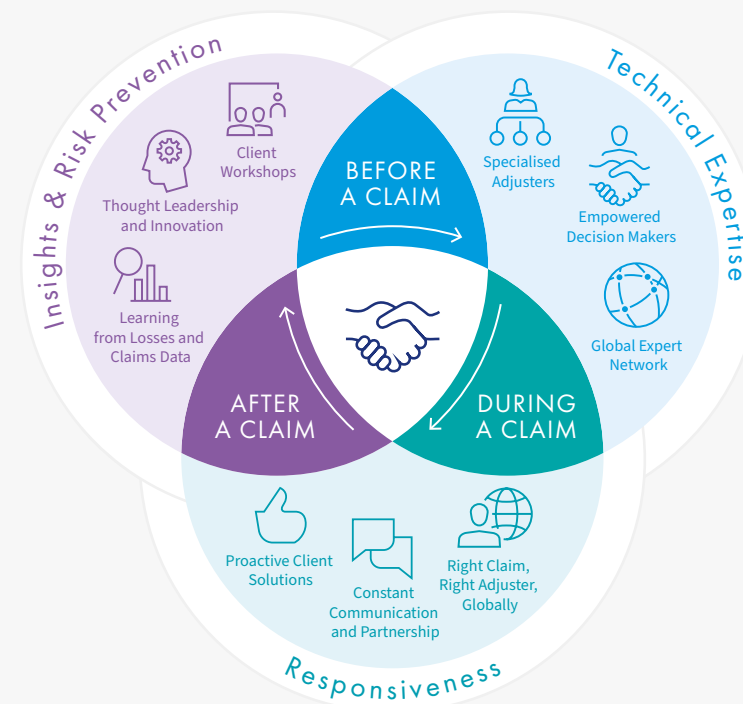 Insights & Risk Prevention
Client
Workshops
Thought Leadership
and Innovation
Learning
from Losses and
Claims Data
Technical Expertise
Specialised
Adjusters
Empowered
Decision Makers
Global Expert
Network
BEFORE
A CLAIM
AFTER
A CLAIM
DURING
A CLAIM
Proactive Client
Solutions
Constant
Communication
and Partnership
Right Claim,
Right Adjuster,
Globally
Responsiveness